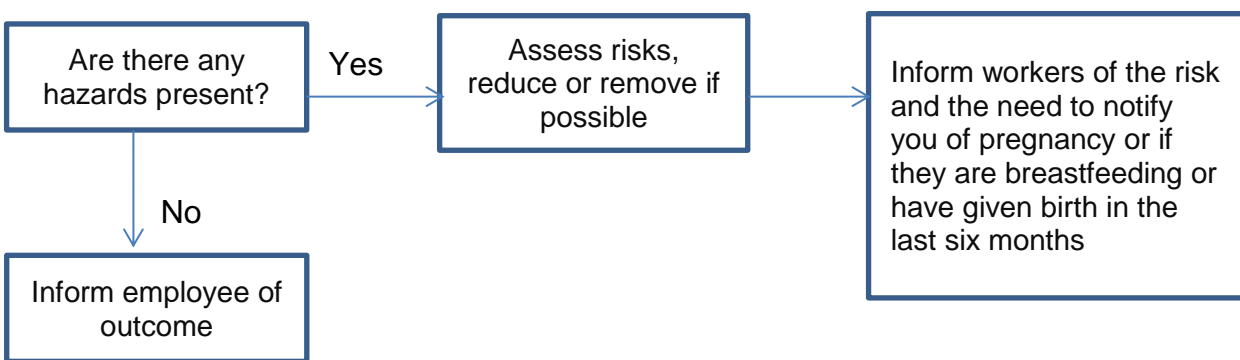 Are there any
hazards present?
Yes
Assess risks,
reduce or remove if
possible
Inform workers of the risk
and the need to notify
you of pregnancy or if
they are breastfeeding or
have given birth in the
last six months
No
Inform employee of
outcome